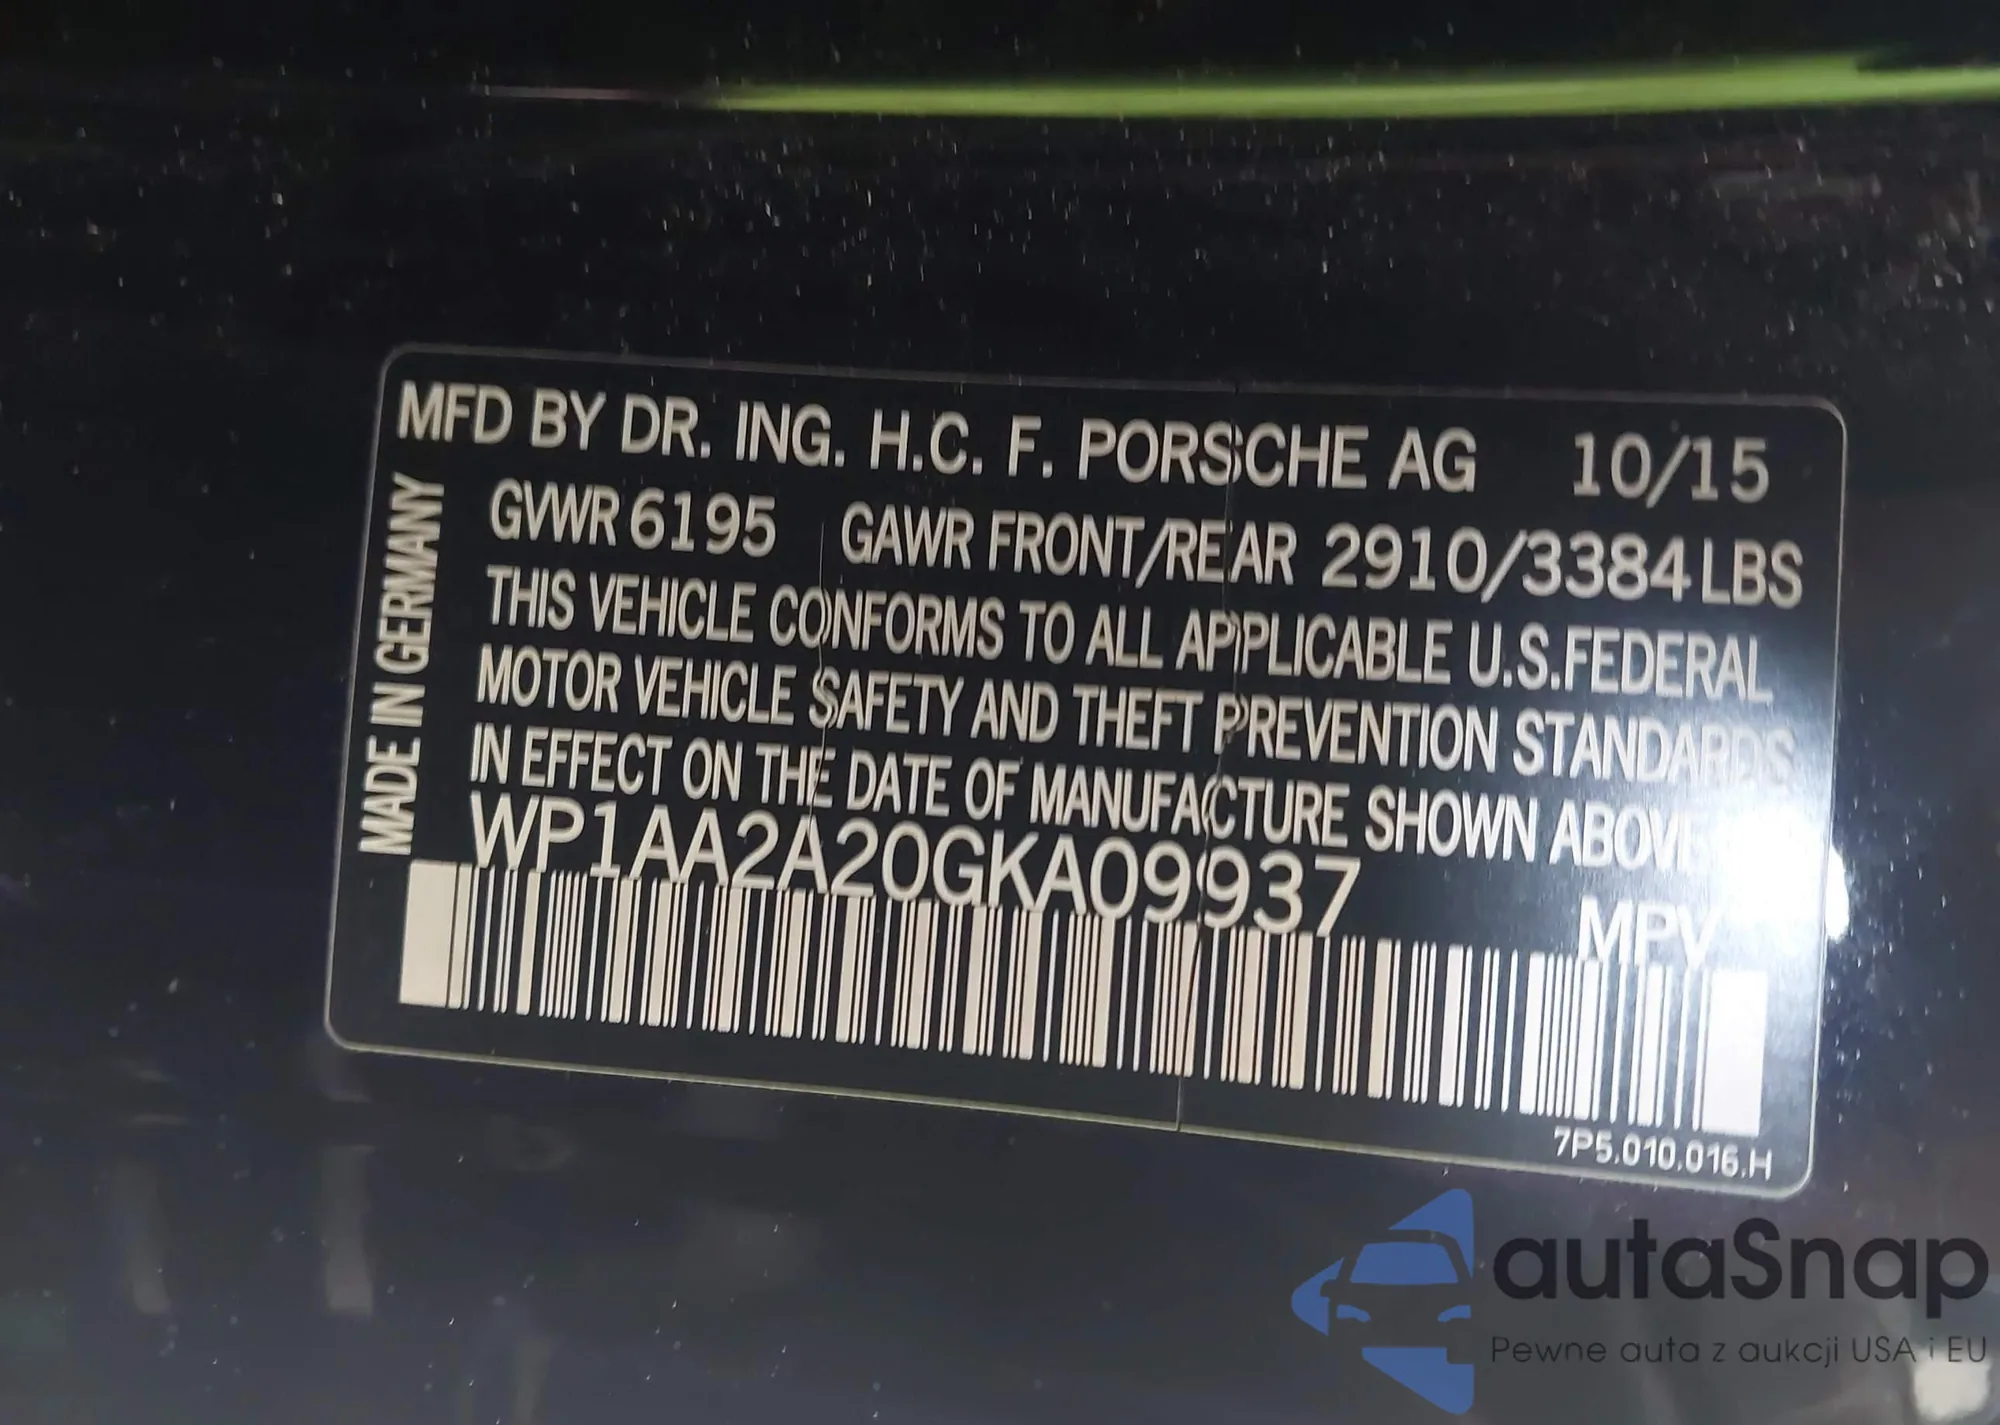 MFD BY DR. ING. H.C. F. PORSCHE AG 10/15
GVWR 6195 GAWR FRONT/REAR 2910/3384 LBS
THIS VEHICLE CONFORMS TO ALL APPLICABLE U.S.FEDERAL
MOTOR VEHICLE SAFETY AND THEFT PREVENTION STANDARDS
IN EFFECT ON THE DATE OF MANUFACTURE SHOWN ABOVE
WP1AA2A20GKA09937
MPV
MADE IN GERMANY
7P5.010.016.H
autaSnap
Pewne auta z aukcji USA i EU